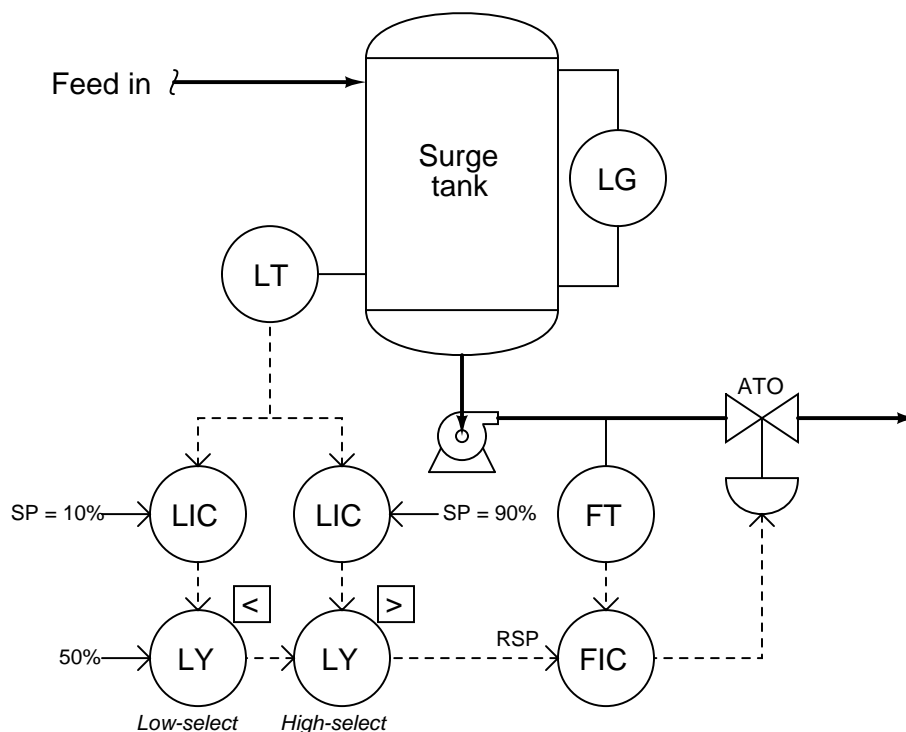 Feed in
Surge
tank
LG
LT
ATO
SP = 10%
LIC
LIC
SP = 90%
FT
<
>
50%
LY
LY
RSP
FIC
Low-select
High-select